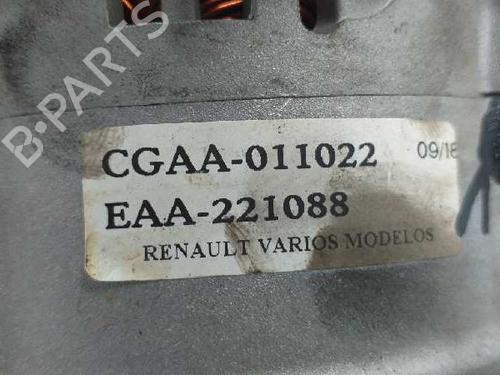 B-PARTS
CGAA-011022 09/18
EAA-221088
RENAULT VARIOS MODELOS